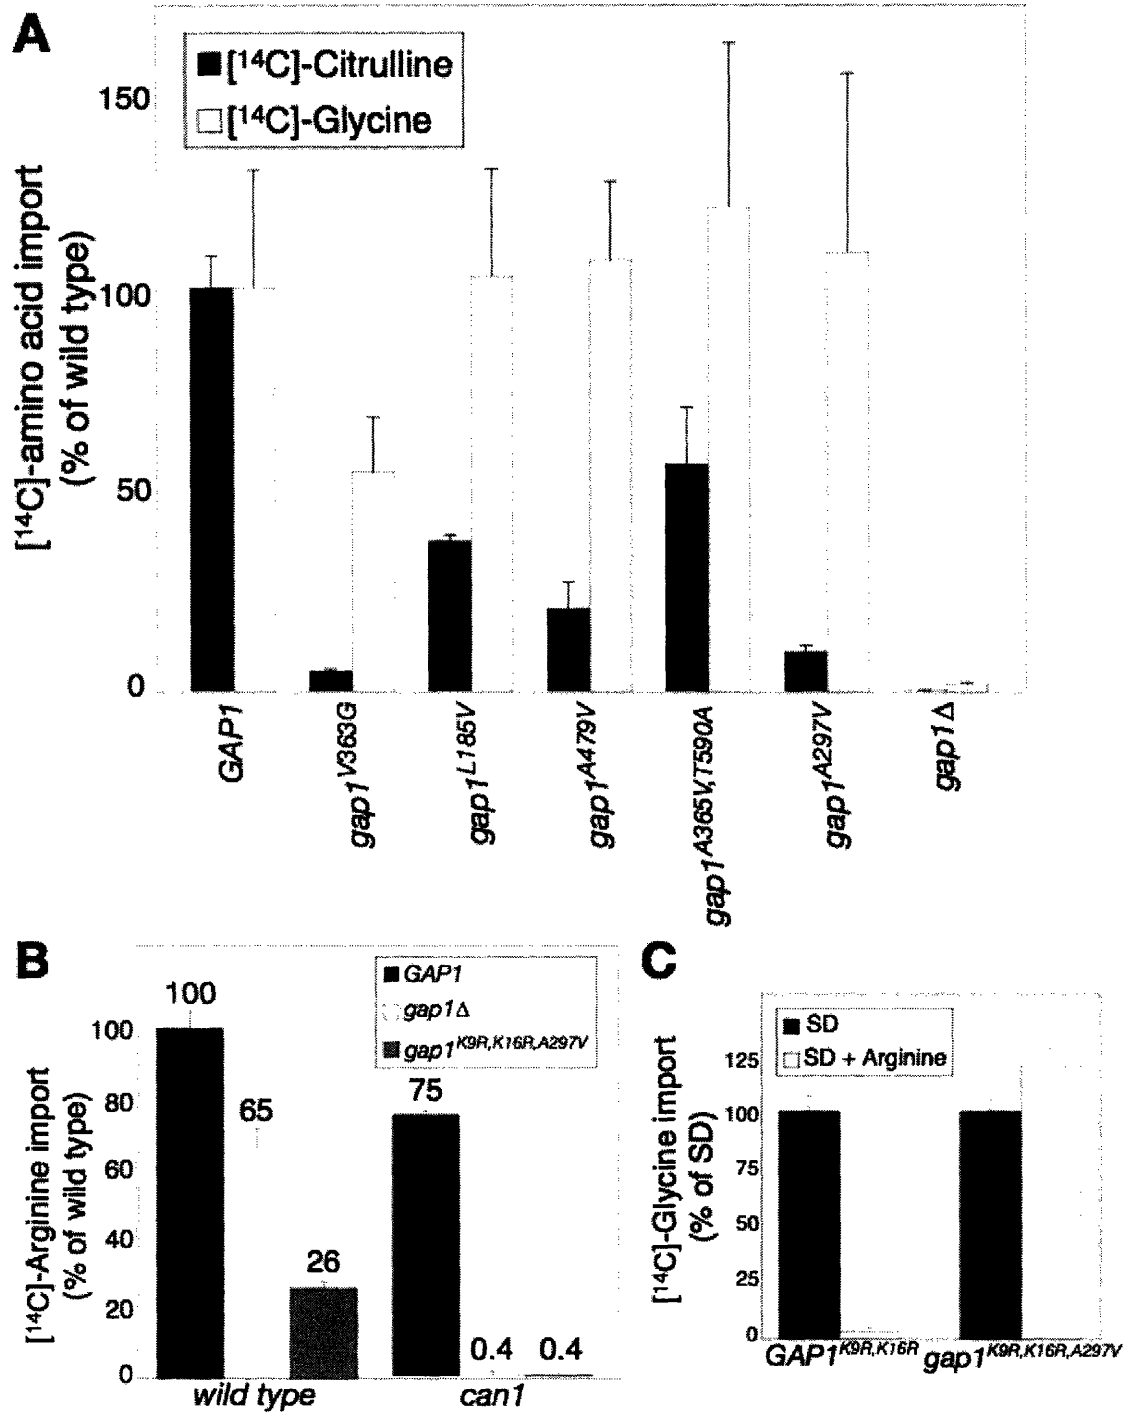 A
[¹⁴C]-Citrulline
[¹⁴C]-Glycine
150
100
50
0
[¹⁴C]-amino acid import
(% of wild type)
GAP1
gap1V363G
gap1L185V
gap1A479V
gap1A365V,T590A
gap1A297V
gap1Δ
B
GAP1
gap1Δ
gap1K9R,K16R,A297V
100
80
60
40
20
0
[¹⁴C]-Arginine import
(% of wild type)
100
65
26
75
0.4
0.4
wild type
can1
C
SD
SD + Arginine
125
100
75
50
25
0
[¹⁴C]-Glycine import
(% of SD)
GAP1K9R,K16R
gap1K9R,K16R,A297V